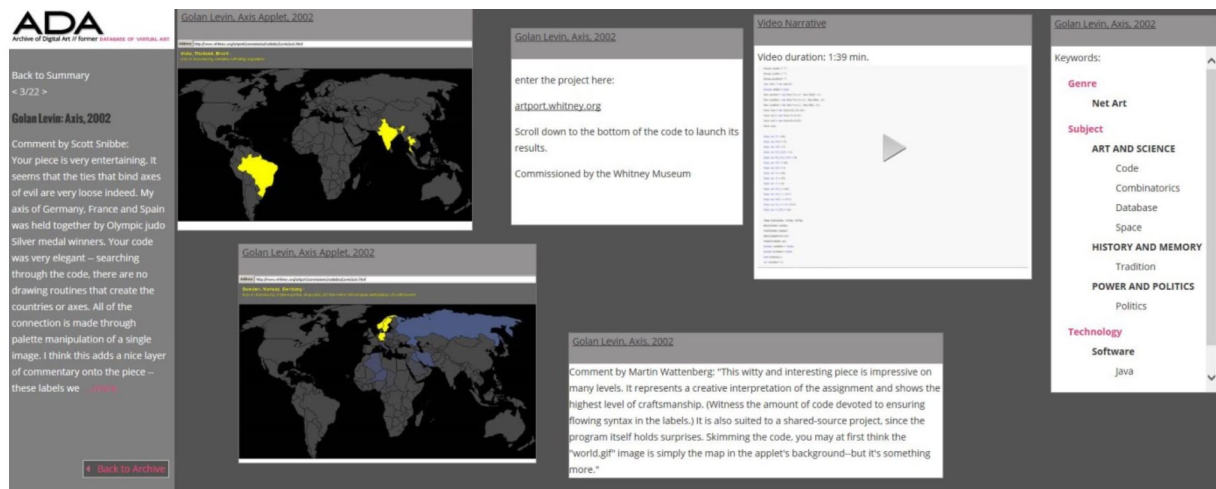 ADA
Archive of Digital Art // former DATABASE OF VIRTUAL ART
Back to Summary
< 3/22 >
Golan Levin: Axis, 2002
Comment by Scott Snibbe:
Your piece is very entertaining. It
seems that the ties that bind axes
of evil are very loose indeed. My
axis of Germany, France and Spain
was held together by Olympic judo
Silver medal winners. Your code
was very elegant -- searching
through the code, there are no
drawing routines that create the
countries or axes. All of the
connection is made through
palette manipulation of a single
image. I think this adds a nice layer
of commentary onto the piece --
these labels we
Back to Archive
Golan Levin, Axis Applet, 2002
India, Thailand, Brazil
Golan Levin, Axis Applet, 2002
Sweden, Norway, Germany
Golan Levin, Axis, 2002
enter the project here:
artport.whitney.org
Scroll down to the bottom of the code to launch its
results.
Commissioned by the Whitney Museum
Video Narrative
Video duration: 1:39 min.
Golan Levin, Axis, 2002
Comment by Martin Wattenberg: "This witty and interesting piece is impressive on
many levels. It represents a creative interpretation of the assignment and shows the
highest level of craftsmanship. (Witness the amount of code devoted to ensuring
flowing syntax in the labels.) It is also suited to a shared-source project, since the
program itself holds surprises. Skimming the code, you may at first think the
"world.gif" image is simply the map in the applet's background--but it's something
more."
Golan Levin, Axis, 2002
Keywords:
Genre
Net Art
Subject
ART AND SCIENCE
Code
Combinatorics
Database
Space
HISTORY AND MEMORY
Tradition
POWER AND POLITICS
Politics
Technology
Software
Java